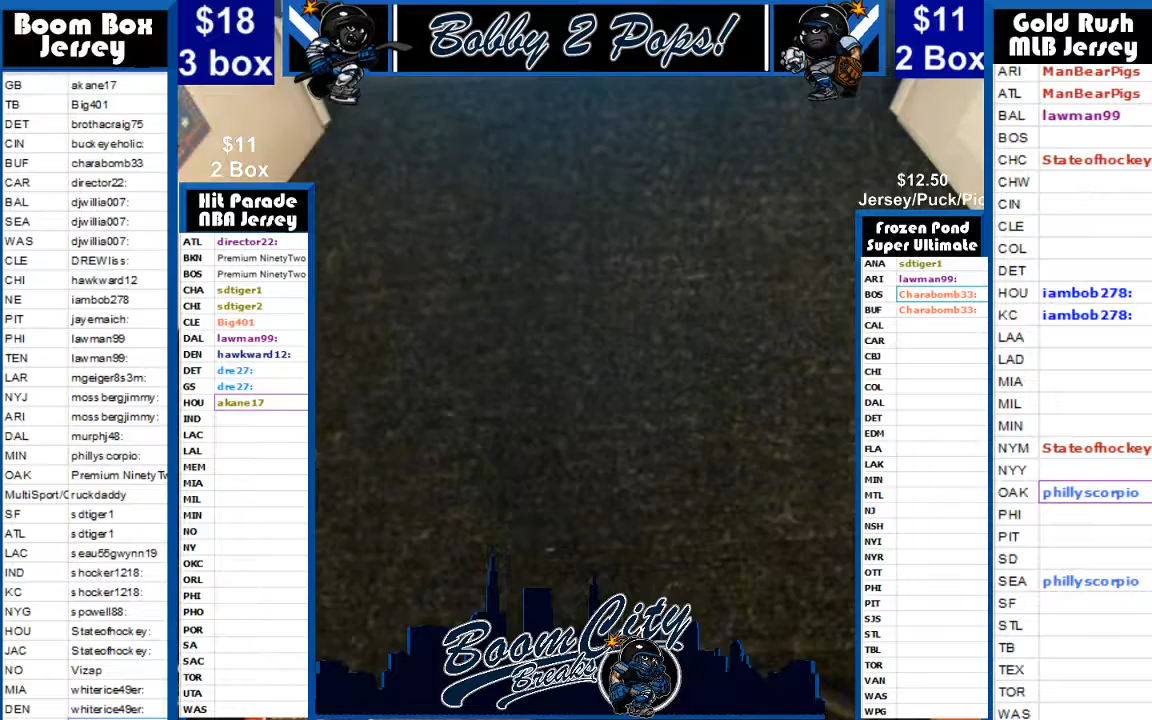 Boom Box
Jersey
GB akane17
TB Big401
DET brothacraig75
CIN buckeyeholic:
BUF charabomb33
CAR director22:
BAL djwillia007:
SEA djwillia007:
WAS djwillia007:
CLE DREWliss:
CHI hawkward12
NE iambob278
PIT jayemaich:
PHI lawman99
TEN lawman99:
LAR mgeiger8s3m:
NYJ mossbergjimmy:
ARI mossbergjimmy:
DAL murphj48:
MIN phillyscorpio:
OAK Premium NinetyTw
MultiSport/C ruckdaddy
SF sdtiger1
ATL sdtiger1
LAC seau55gwynn19
IND shocker1218:
KC shocker1218:
NYG spowell88:
HOU Stateofhockey:
JAC Stateofhockey:
NO Vizap
MIA whiterice49er:
DEN whiterice49er:
$18
3 box
$11
2 Box
Hit Parade
NBA Jersey
ATL director22:
BKN Premium NinetyTwo
BOS Premium NinetyTwo
CHA sdtiger1
CHI sdtiger2
CLE Big401
DAL lawman99:
DEN hawkward12:
DET dre27:
GS dre27:
HOU akane17
IND
LAC
LAL
MEM
MIA
MIL
MIN
NO
NY
OKC
ORL
PHI
PHO
POR
SA
SAC
TOR
UTA
WAS
Bobby 2 Pops!
Boom City
Breaks
$11
2 Box
$12.50
Jersey/Puck/Pic
Frozen Pond
Super Ultimate
ANA sdtiger1
ARI lawman99:
BOS Charabomb33:
BUF Charabomb33:
CAL
CAR
CBJ
CHI
COL
DAL
DET
EDM
FLA
LAK
MIN
MTL
NJ
NSH
NYI
NYR
OTT
PHI
PIT
SJS
STL
TBL
TOR
VAN
WAS
WPG
Gold Rush
MLB Jersey
ARI ManBearPigs
ATL ManBearPigs
BAL lawman99
BOS
CHC Stateofhockey
CHW
CIN
CLE
COL
DET
HOU iambob278:
KC iambob278:
LAA
LAD
MIA
MIL
MIN
NYM Stateofhockey
NYY
OAK phillyscorpio
PHI
PIT
SD
SEA phillyscorpio
SF
STL
TB
TEX
TOR
WAS